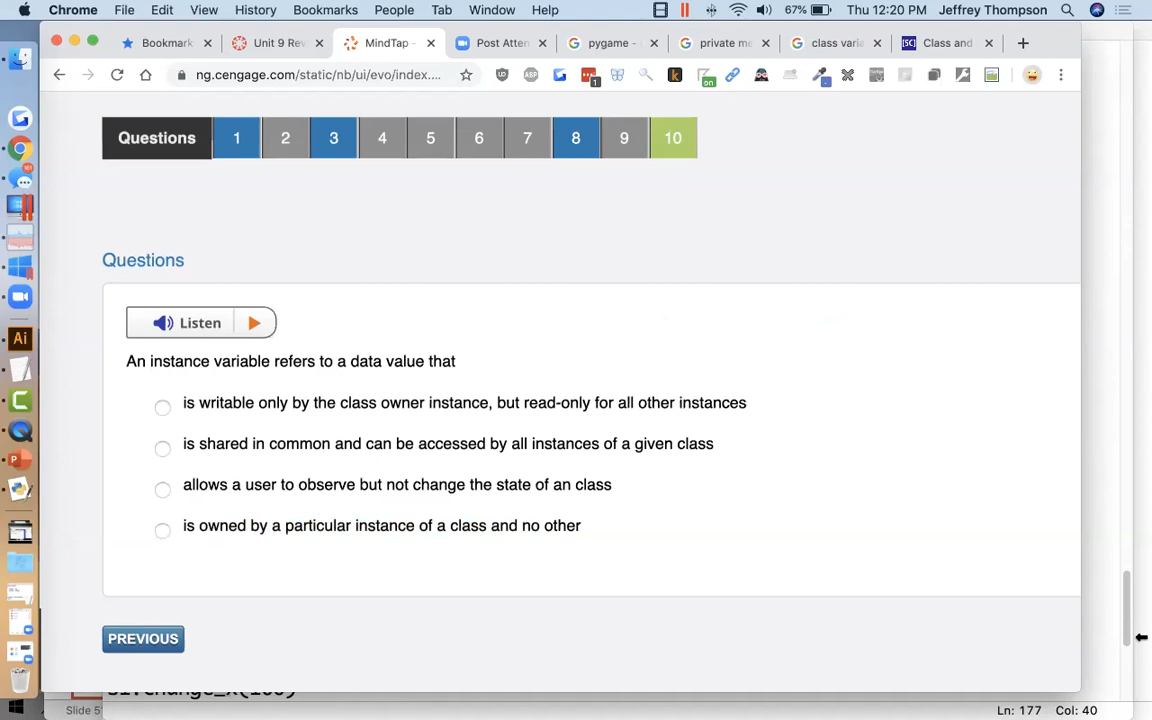 Chrome File Edit View History Bookmarks People Tab Window Help 67% Thu 12:20 PM Jeffrey Thompson
Bookmark Unit 9 Rev MindTap - Post Atten pygame - private me class varia Class and
ng.cengage.com/static/nb/ui/evo/index....
Questions 1 2 3 4 5 6 7 8 9 10
Questions
Listen
An instance variable refers to a data value that
is writable only by the class owner instance, but read-only for all other instances
is shared in common and can be accessed by all instances of a given class
allows a user to observe but not change the state of an class
is owned by a particular instance of a class and no other
PREVIOUS
Slide 5
Ln: 177 Col: 40